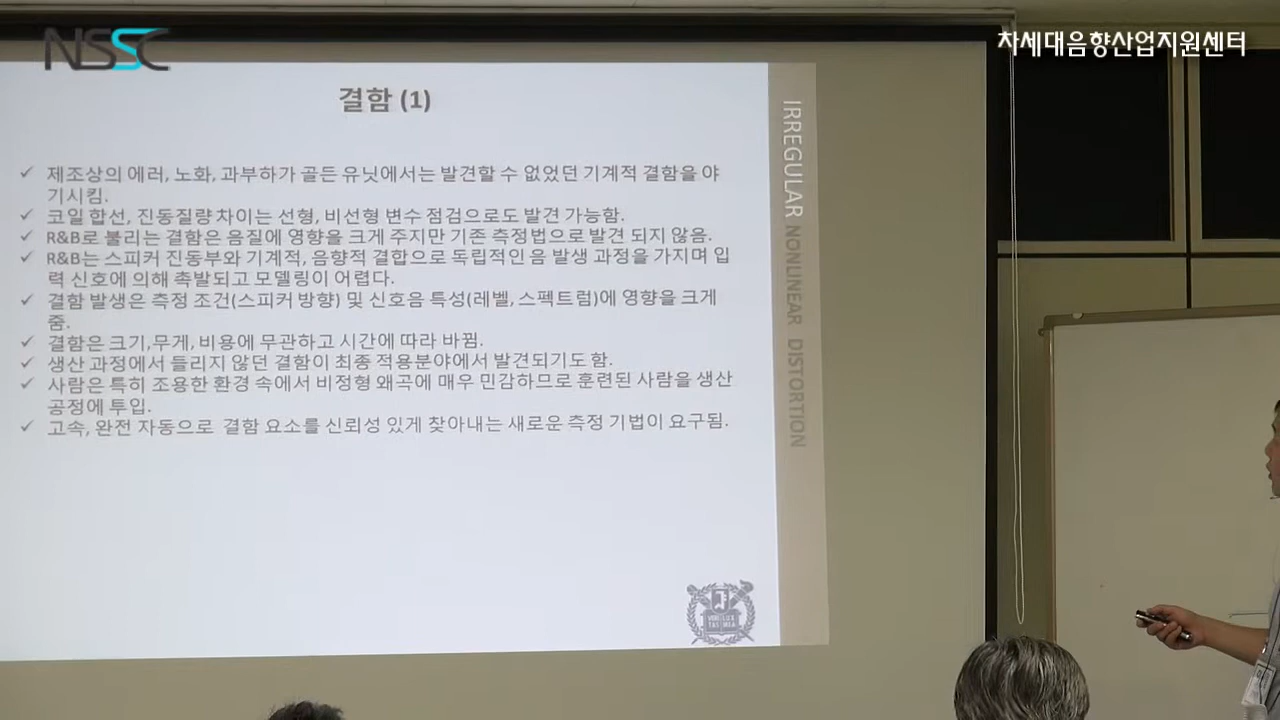 NSSC
차세대음향산업지원센터
결함 (1)
✓ 제조상의 에러, 노화, 과부하가 골든 유닛에서는 발견할 수 없었던 기계적 결함을 야
기시킴.
✓ 코일 합선, 진동질량 차이는 선형, 비선형 변수 점검으로도 발견 가능함.
✓ R&B로 불리는 결함은 음질에 영향을 크게 주지만 기존 측정법으로 발견 되지 않음.
✓ R&B는 스피커 진동부와 기계적, 음향적 결합으로 독립적인 음 발생 과정을 가지며 입
력 신호에 의해 촉발되고 모델링이 어렵다.
✓ 결함 발생은 측정 조건(스피커 방향) 및 신호음 특성(레벨, 스펙트럼)에 영향을 크게
줌.
✓ 결함은 크기,무게, 비용에 무관하고 시간에 따라 바뀜.
✓ 생산 과정에서 들리지 않던 결함이 최종 적용분야에서 발견되기도 함.
✓ 사람은 특히 조용한 환경 속에서 비정형 왜곡에 매우 민감하므로 훈련된 사람을 생산
공정에 투입.
✓ 고속, 완전 자동으로 결함 요소를 신뢰성 있게 찾아내는 새로운 측정 기법이 요구됨.
IRREGULAR NONLINEAR DISTORTION